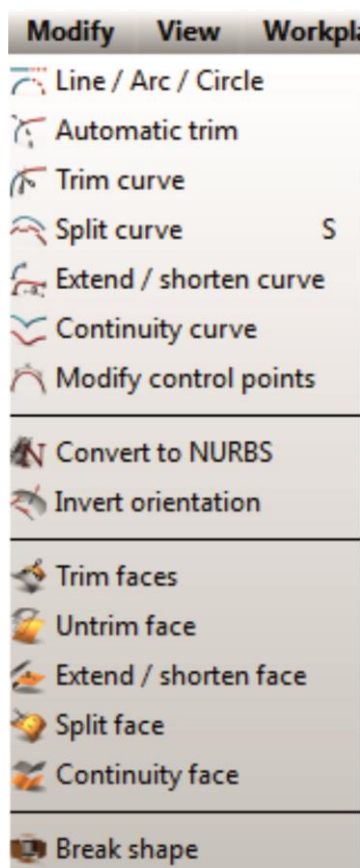 Modify View Workpla
Line / Arc / Circle
Automatic trim
Trim curve
Split curve S
Extend / shorten curve
Continuity curve
Modify control points
Convert to NURBS
Invert orientation
Trim faces
Untrim face
Extend / shorten face
Split face
Continuity face
Break shape